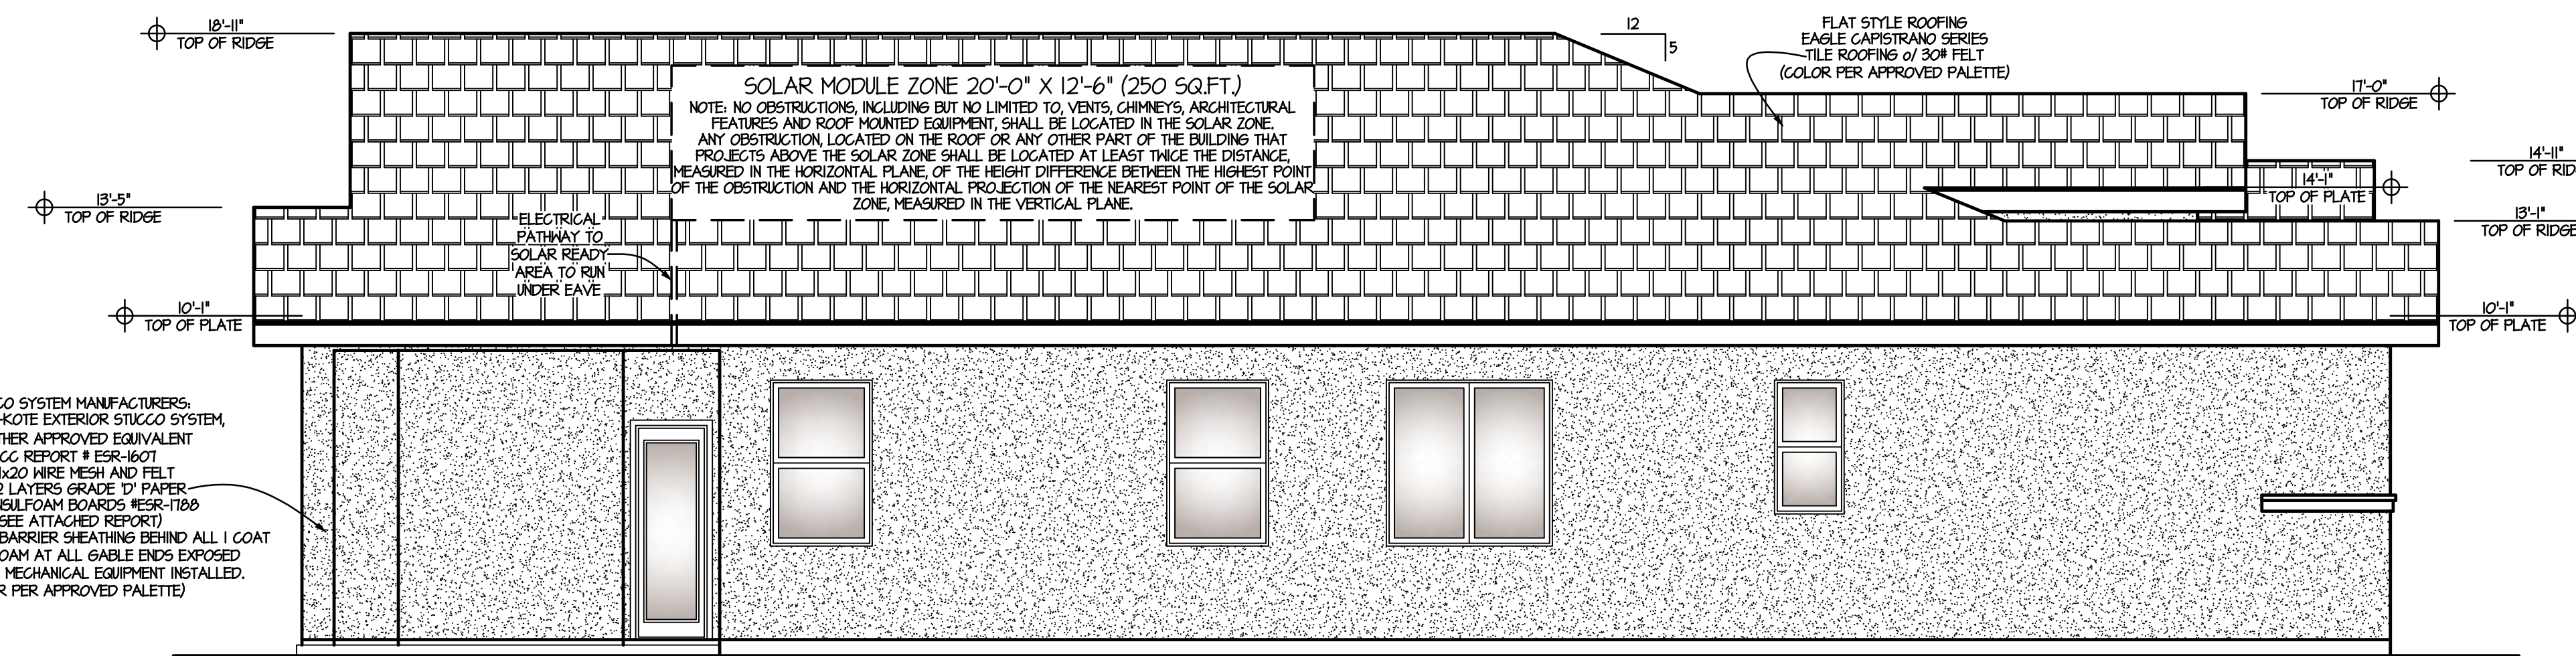 18'-11"
TOP OF RIDGE
12
5
FLAT STYLE ROOFING
EAGLE CAPISTRANO SERIES
TILE ROOFING o/ 30# FELT
(COLOR PER APPROVED PALETTE)
SOLAR MODULE ZONE 20'-0" X 12'-6" (250 SQ.FT.)
NOTE: NO OBSTRUCTIONS, INCLUDING BUT NO LIMITED TO, VENTS, CHIMNEYS, ARCHITECTURAL
FEATURES AND ROOF MOUNTED EQUIPMENT, SHALL BE LOCATED IN THE SOLAR ZONE.
ANY OBSTRUCTION, LOCATED ON THE ROOF OR ANY OTHER PART OF THE BUILDING THAT
PROJECTS ABOVE THE SOLAR ZONE SHALL BE LOCATED AT LEAST TWICE THE DISTANCE,
MEASURED IN THE HORIZONTAL PLANE, OF THE HEIGHT DIFFERENCE BETWEEN THE HIGHEST POINT
OF THE OBSTRUCTION AND THE HORIZONTAL PROJECTION OF THE NEAREST POINT OF THE SOLAR
ZONE, MEASURED IN THE VERTICAL PLANE.
17'-0"
TOP OF RIDGE
14'-11"
TOP OF RID
14'-1"
TOP OF PLATE
13'-1"
TOP OF RIDGE
13'-5"
TOP OF RIDGE
ELECTRICAL
PATHWAY TO
SOLAR READY
AREA TO RUN
UNDER EAVE
10'-1"
TOP OF PLATE
10'-1"
TOP OF PLATE
CO SYSTEM MANUFACTURERS:
-KOTE EXTERIOR STUCCO SYSTEM,
THER APPROVED EQUIVALENT
CC REPORT # ESR-1607
1x20 WIRE MESH AND FELT
2 LAYERS GRADE 'D' PAPER
NSULFOAM BOARDS #ESR-1788
SEE ATTACHED REPORT)
BARRIER SHEATHING BEHIND ALL 1 COAT
OAM AT ALL GABLE ENDS EXPOSED
MECHANICAL EQUIPMENT INSTALLED.
R PER APPROVED PALETTE)